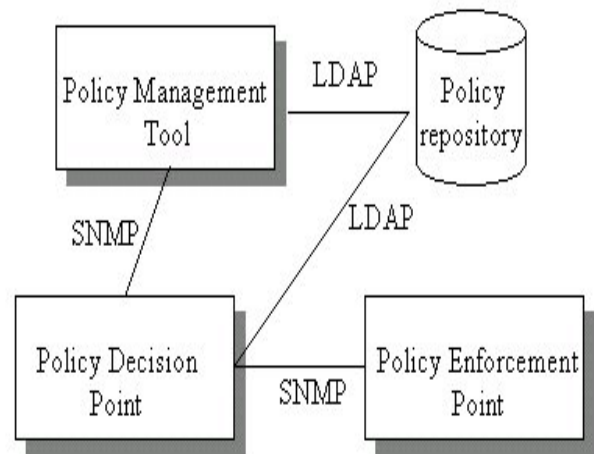 Policy Management
Tool
LDAP
Policy
repository
SNMP
LDAP
Policy Decision
Point
SNMP
Policy Enforcement
Point